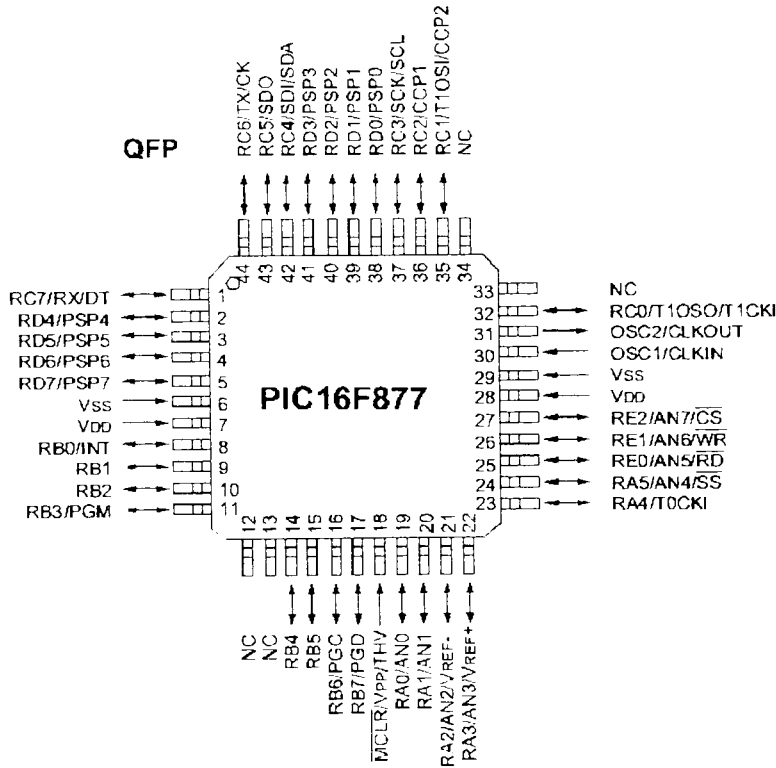 QFP
RC6/TX/CK
RC5/SDO
RC4/SDI/SDA
RD3/PSP3
RD2/PSP2
RD1/PSP1
RD0/PSP0
RC3/SCK/SCL
RC2/CCP1
RC1/T1OSI/CCP2
NC
44
43
42
41
40
39
38
37
36
35
34
RC7/RX/DT 1
RD4/PSP4 2
RD5/PSP5 3
RD6/PSP6 4
RD7/PSP7 5
VSS 6
VDD 7
RB0/INT 8
RB1 9
RB2 10
RB3/PGM 11
PIC16F877
33 NC
32 RC0/T1OSO/T1CKI
31 OSC2/CLKOUT
30 OSC1/CLKIN
29 VSS
28 VDD
27 RE2/AN7/CS
26 RE1/AN6/WR
25 RE0/AN5/RD
24 RA5/AN4/SS
23 RA4/T0CKI
12
13
14
15
16
17
18
19
20
21
22
NC
NC
RB4
RB5
RB6/PGC
RB7/PGD
MCLR/VPP/THV
RA0/AN0
RA1/AN1
RA2/AN2/VREF-
RA3/AN3/VREF+